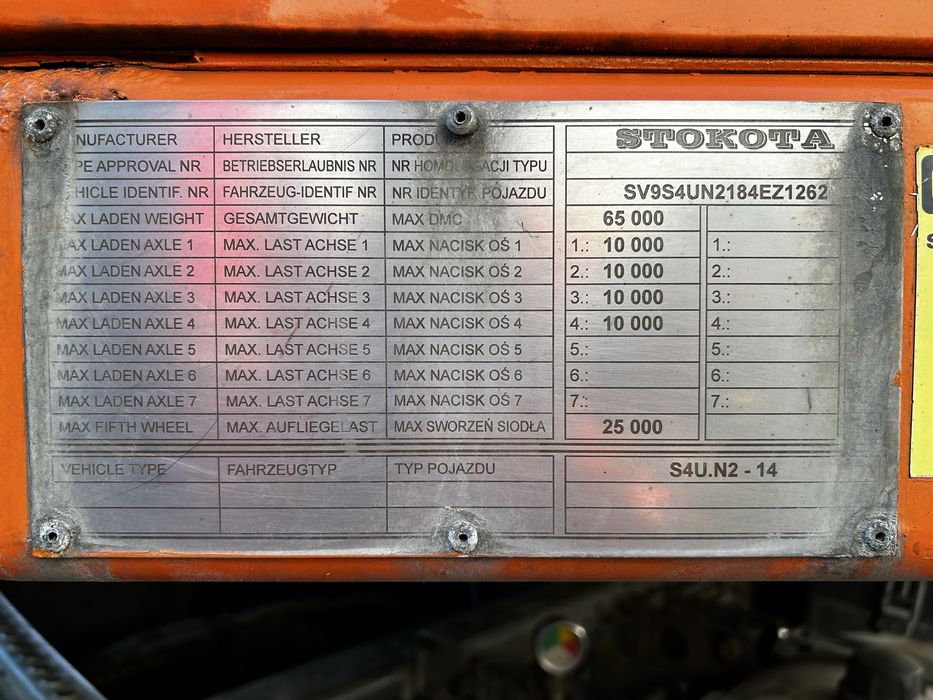 NUFACTURER HERSTELLER PROD STOKOTA
PE APPROVAL NR BETRIEBSERLAUBNIS NR NR HOMOLOGACJI TYPU
HICLE IDENTIF. NR FAHRZEUG-IDENTIF NR NR IDENTYF. POJAZDU SV9S4UN2184EZ1262
MAX LADEN WEIGHT GESAMTGEWICHT MAX DMC 65 000
MAX LADEN AXLE 1 MAX. LAST ACHSE 1 MAX NACISK OŚ 1 1.: 10 000 1.:
MAX LADEN AXLE 2 MAX. LAST ACHSE 2 MAX NACISK OŚ 2 2.: 10 000 2.:
MAX LADEN AXLE 3 MAX. LAST ACHSE 3 MAX NACISK OŚ 3 3.: 10 000 3.:
MAX LADEN AXLE 4 MAX. LAST ACHSE 4 MAX NACISK OŚ 4 4.: 10 000 4.:
MAX LADEN AXLE 5 MAX. LAST ACHSE 5 MAX NACISK OŚ 5 5.: 5.:
MAX LADEN AXLE 6 MAX. LAST ACHSE 6 MAX NACISK OŚ 6 6.: 6.:
MAX LADEN AXLE 7 MAX. LAST ACHSE 7 MAX NACISK OŚ 7 7.: 7.:
MAX FIFTH WHEEL MAX. AUFLIEGELAST MAX SWORZEŃ SIODŁA 25 000
VEHICLE TYPE FAHRZEUGTYP TYP POJAZDU S4U.N2 - 14